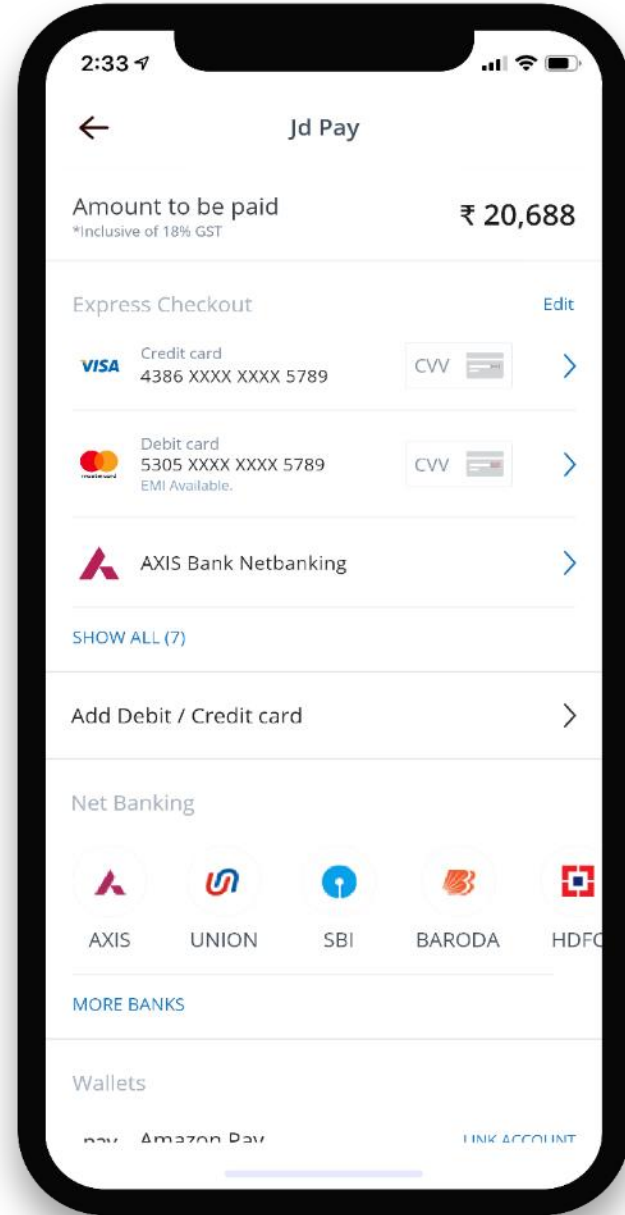 2:33
Jd Pay
Amount to be paid
₹ 20,688
*Inclusive of 18% GST
Express Checkout
Edit
VISA
Credit card
4386 XXXX XXXX 5789
CVV
Debit card
5305 XXXX XXXX 5789
EMI Available.
CVV
AXIS Bank Netbanking
SHOW ALL (7)
Add Debit / Credit card
Net Banking
AXIS UNION SBI BARODA HDFC
MORE BANKS
Wallets
pay Amazon Pay LINK ACCOUNT